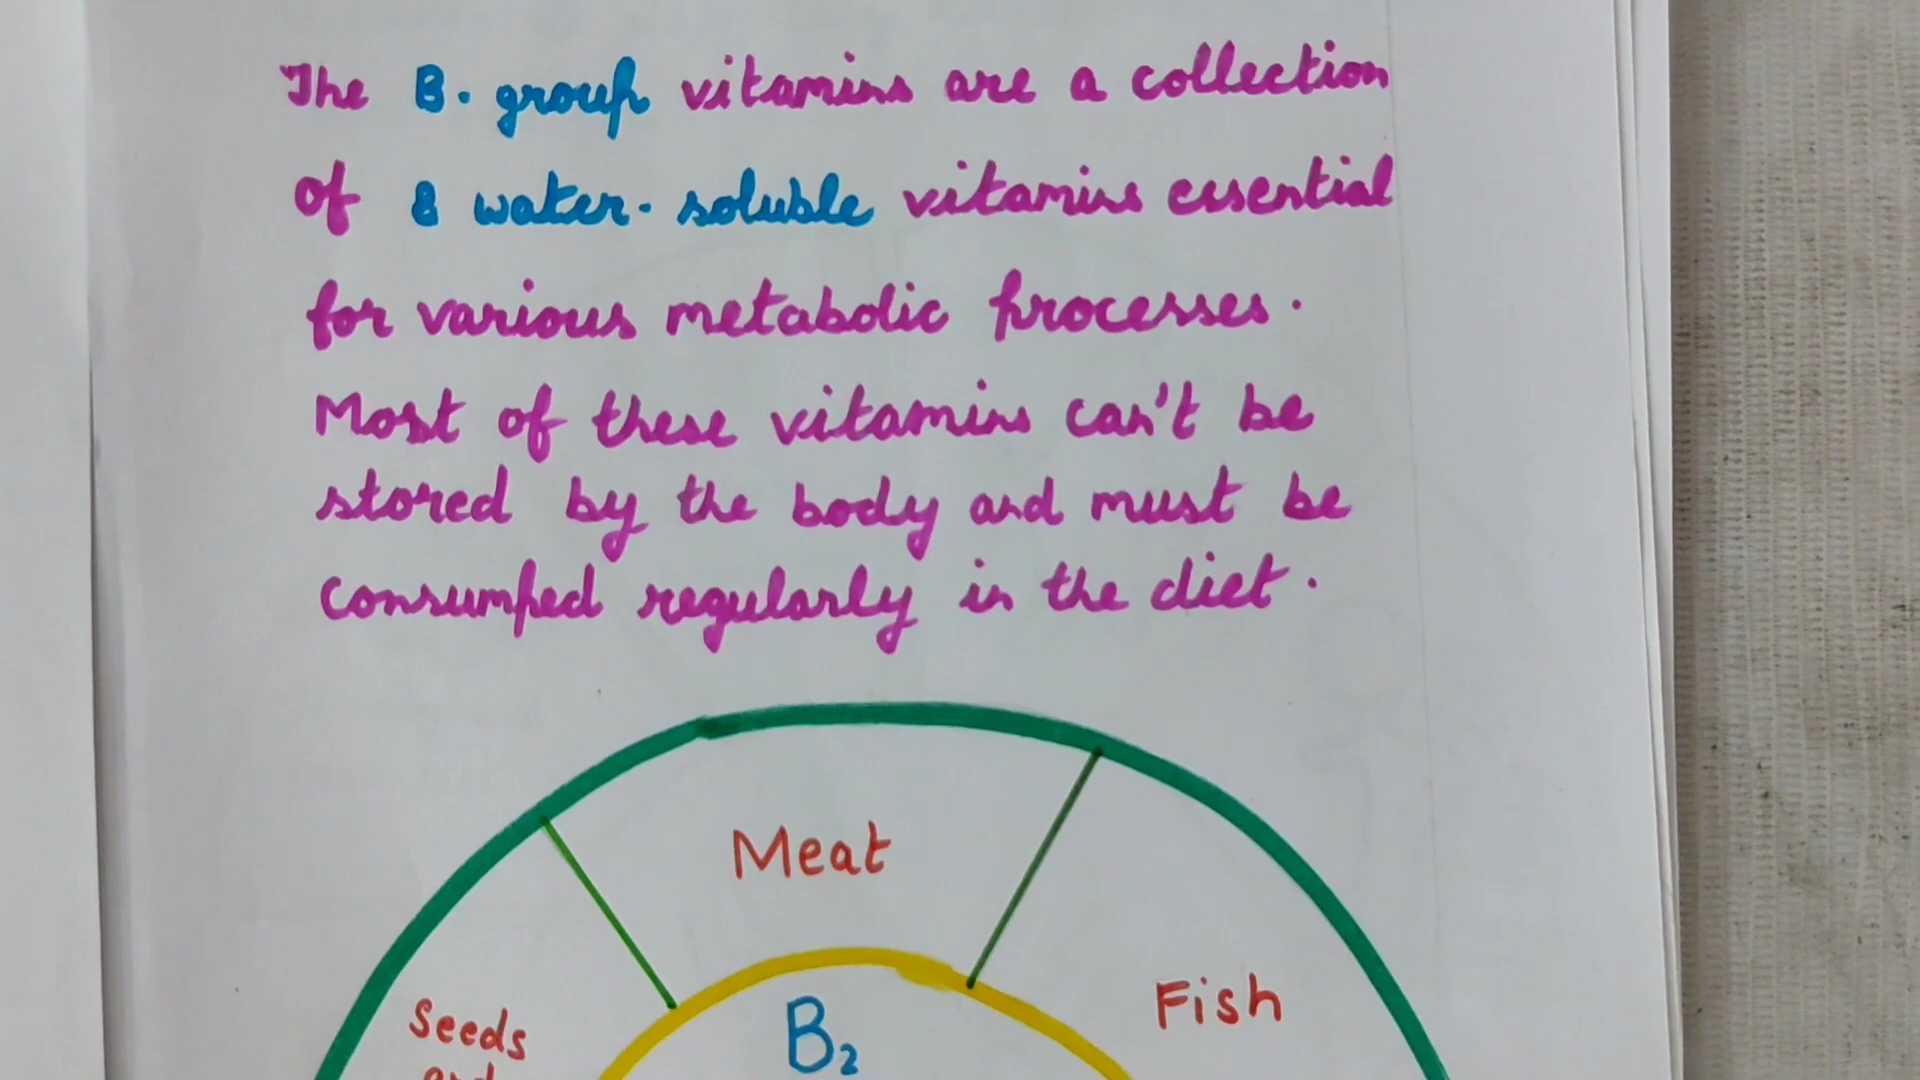 The B-group vitamins are a collection
of 8 water-soluble vitamins essential
for various metabolic processes.
Most of these vitamins can't be
stored by the body and must be
consumed regularly in the diet.
Meat
Fish
Seeds
and
B₂